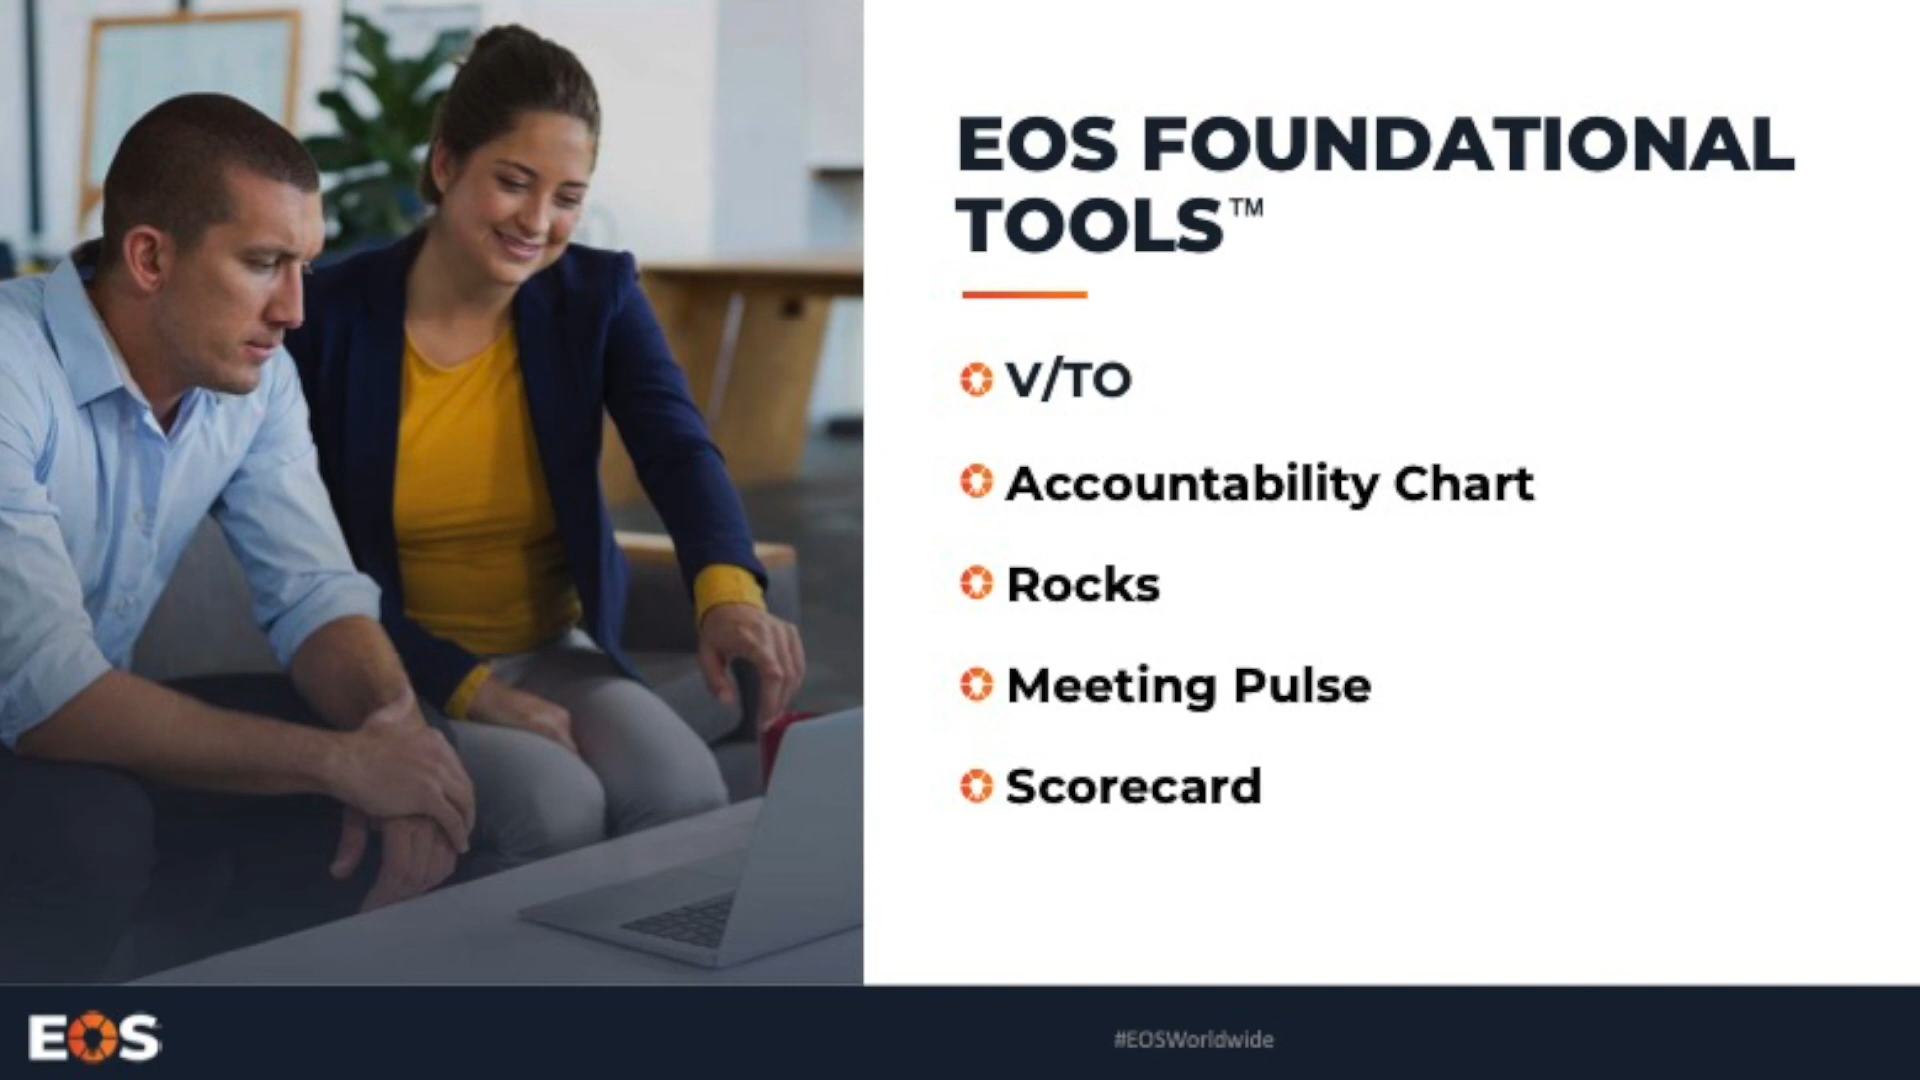 EOS FOUNDATIONAL
TOOLS™
V/TO
Accountability Chart
Rocks
Meeting Pulse
Scorecard
EOS
#EOSWorldwide